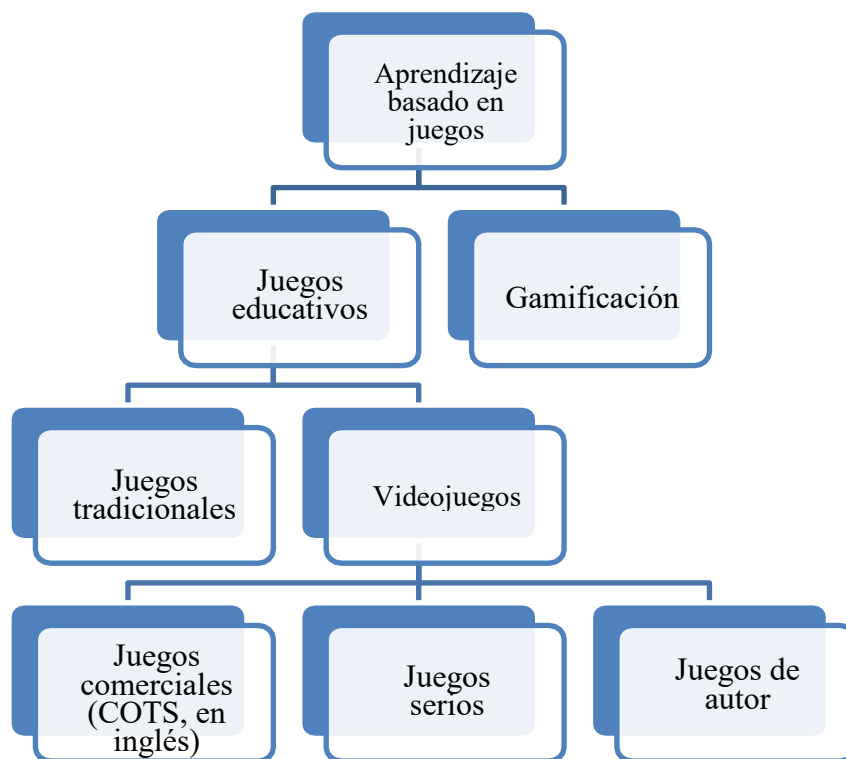 Aprendizaje
basado en
juegos
Juegos
educativos
Gamificación
Juegos
tradicionales
Videojuegos
Juegos
comerciales
(COTS, en
inglés)
Juegos
serios
Juegos de
autor